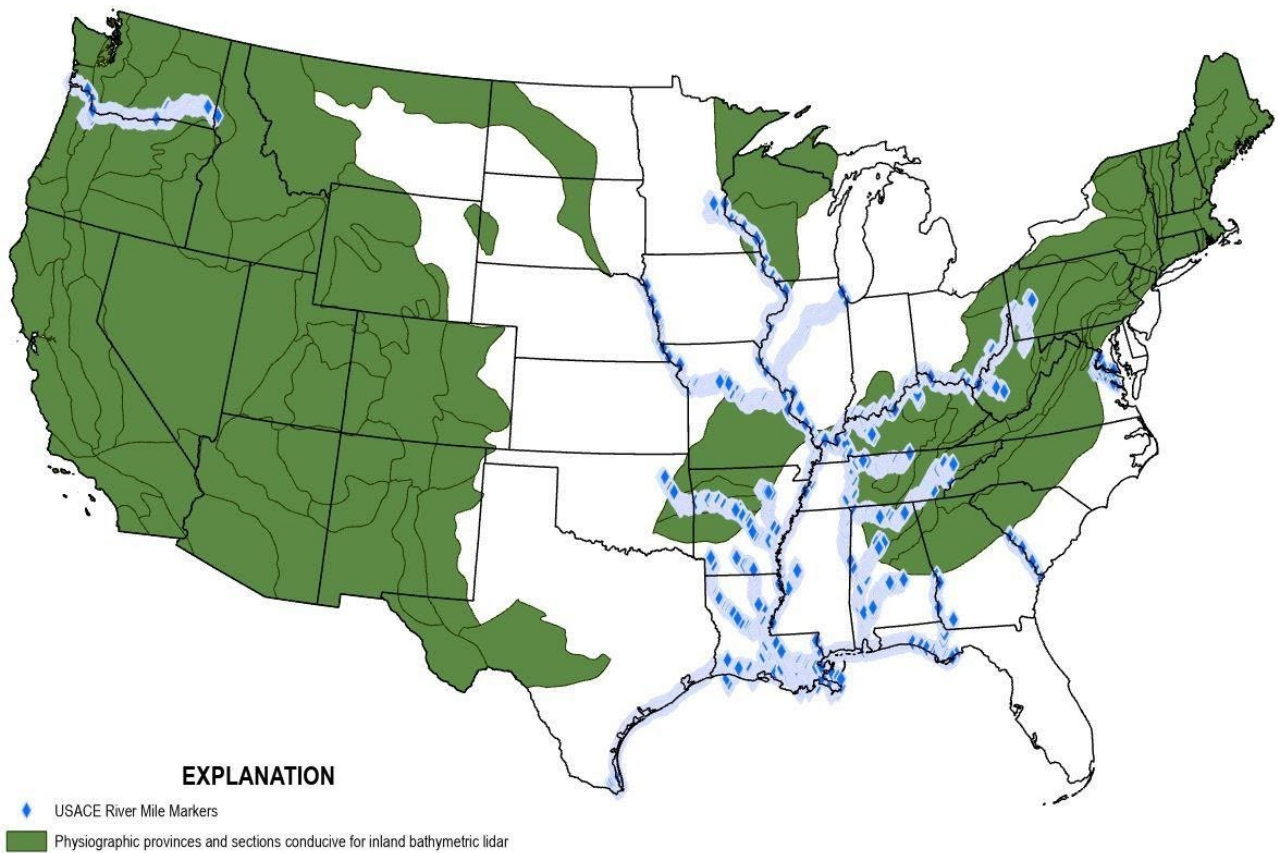 EXPLANATION
USACE River Mile Markers
Physiographic provinces and sections conducive for inland bathymetric lidar